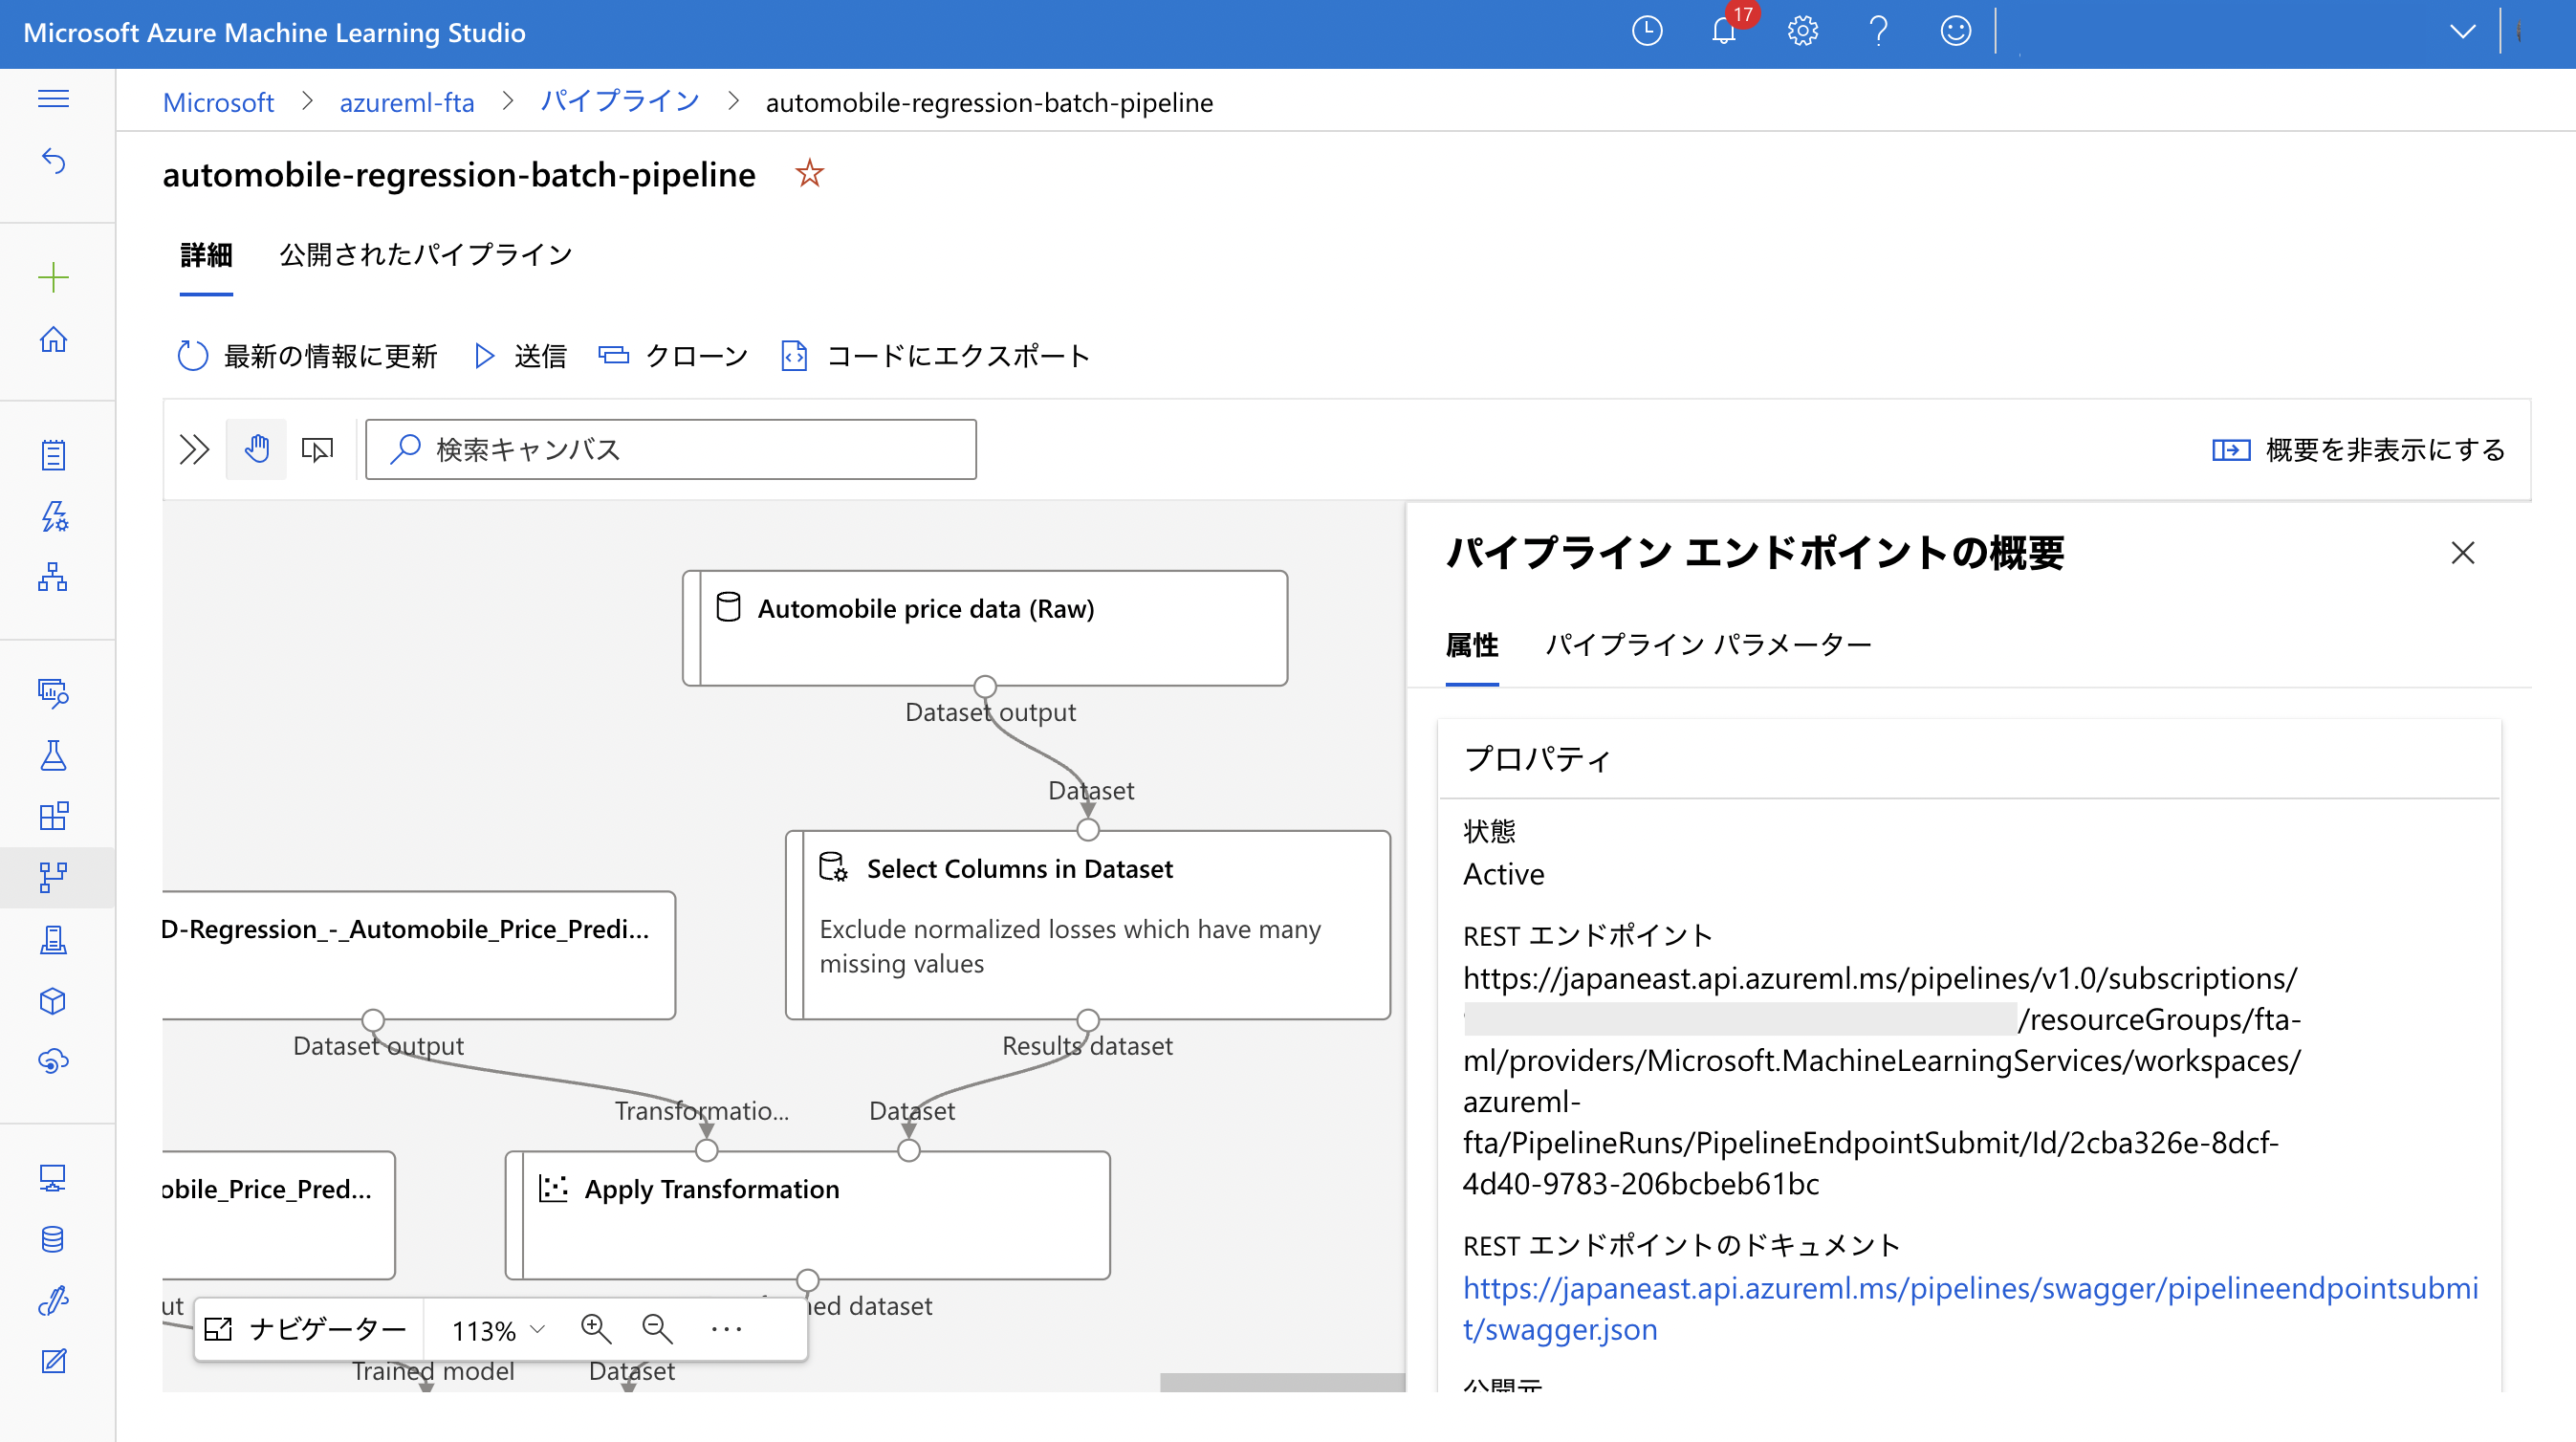 Microsoft Azure Machine Learning Studio
17
Microsoft > azureml-fta > パイプライン > automobile-regression-batch-pipeline
automobile-regression-batch-pipeline
詳細 公開されたパイプライン
最新の情報に更新 送信 クローン コードにエクスポート
検索キャンバス
概要を非表示にする
Automobile price data (Raw)
Dataset output
Dataset
Select Columns in Dataset
Exclude normalized losses which have many
missing values
D-Regression_-_Automobile_Price_Predi...
Dataset output
Results dataset
Transformatio...
Dataset
obile_Price_Pred...
Apply Transformation
ut
ed dataset
ナビゲーター
113%
Trained model
Dataset
パイプライン エンドポイントの概要
属性 パイプライン パラメーター
プロパティ
状態
Active
REST エンドポイント
https://japaneast.api.azureml.ms/pipelines/v1.0/subscriptions/
/resourceGroups/fta-
ml/providers/Microsoft.MachineLearningServices/workspaces/
azureml-
fta/PipelineRuns/PipelineEndpointSubmit/Id/2cba326e-8dcf-
4d40-9783-206bcbeb61bc
REST エンドポイントのドキュメント
https://japaneast.api.azureml.ms/pipelines/swagger/pipelineendpointsubmi
t/swagger.json
公開元